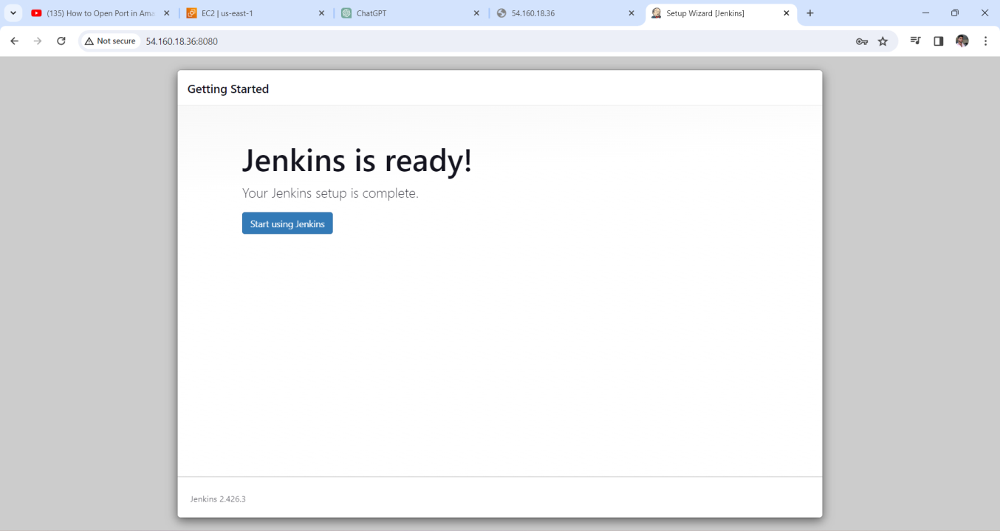 (135) How to Open Port in Ama
EC2 | us-east-1
ChatGPT
54.160.18.36
Setup Wizard [Jenkins]
Not secure
54.160.18.36:8080
Getting Started
Jenkins is ready!
Your Jenkins setup is complete.
Start using Jenkins
Jenkins 2.426.3